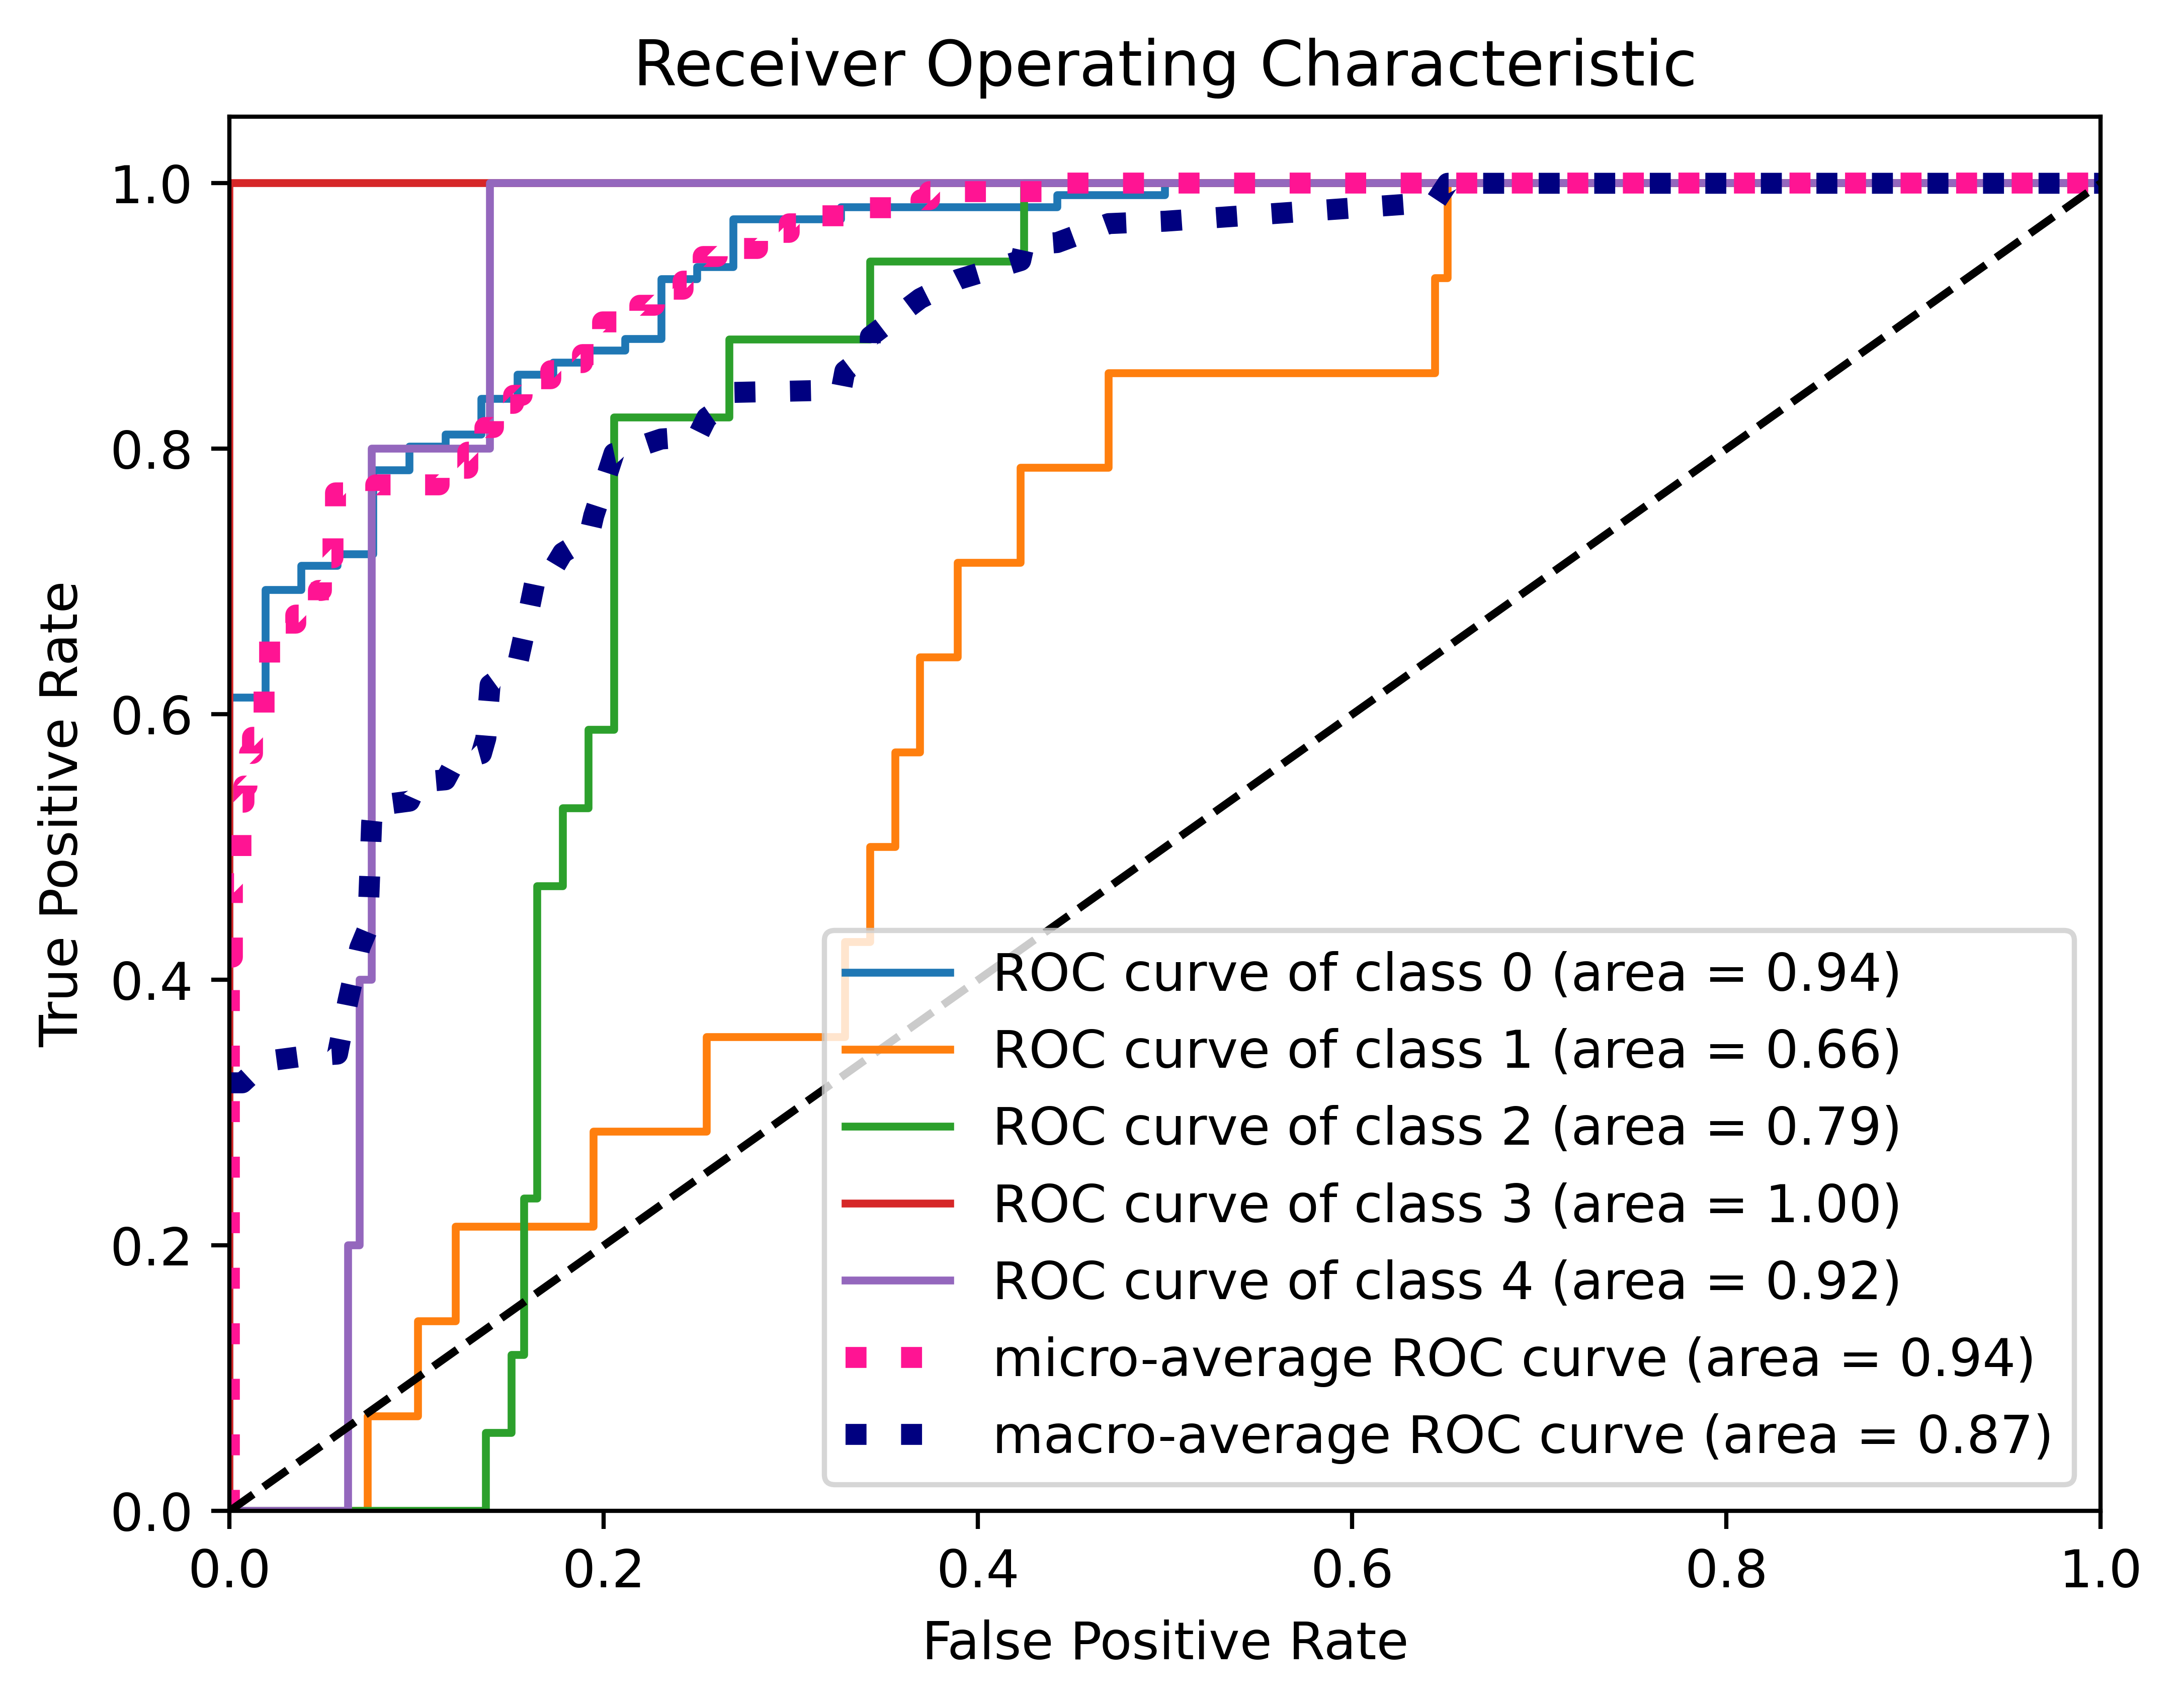 Receiver Operating Characteristic
1.0
0.8
0.6
0.4
0.2
0.0
True Positive Rate
ROC curve of class 0 (area = 0.94)
ROC curve of class 1 (area = 0.66)
ROC curve of class 2 (area = 0.79)
ROC curve of class 3 (area = 1.00)
ROC curve of class 4 (area = 0.92)
micro-average ROC curve (area = 0.94)
macro-average ROC curve (area = 0.87)
0.0 0.2 0.4 0.6 0.8 1.0
False Positive Rate